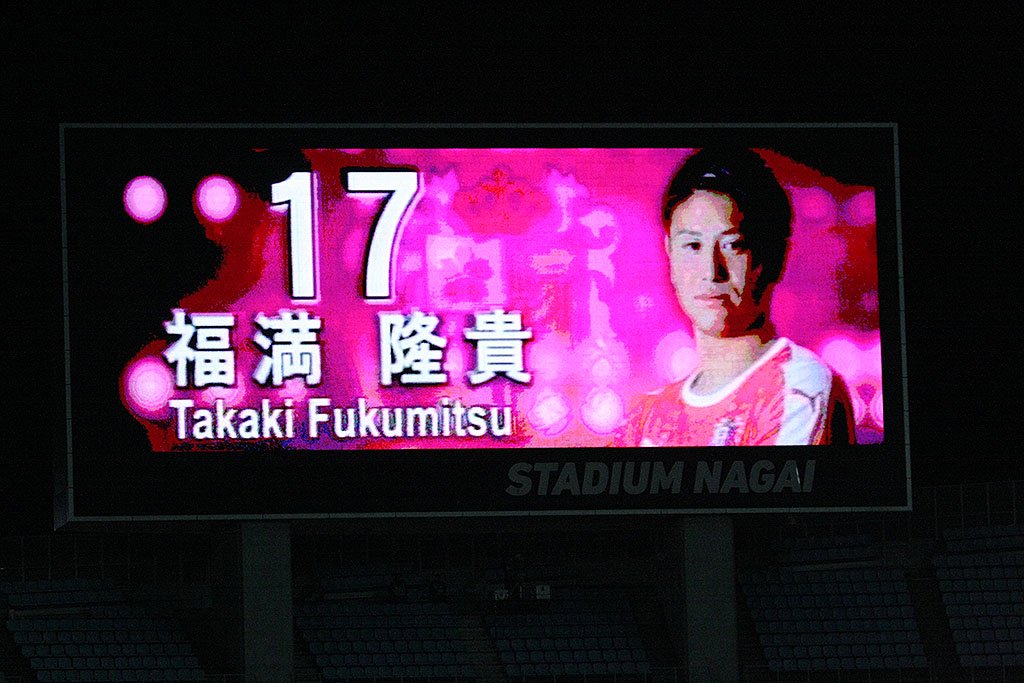 17
福満 隆貴
Takaki Fukumitsu
STADIUM NAGAI